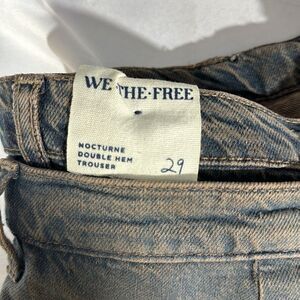 WE THE·FREE
NOCTURNE
DOUBLE HEM
TROUSER 29